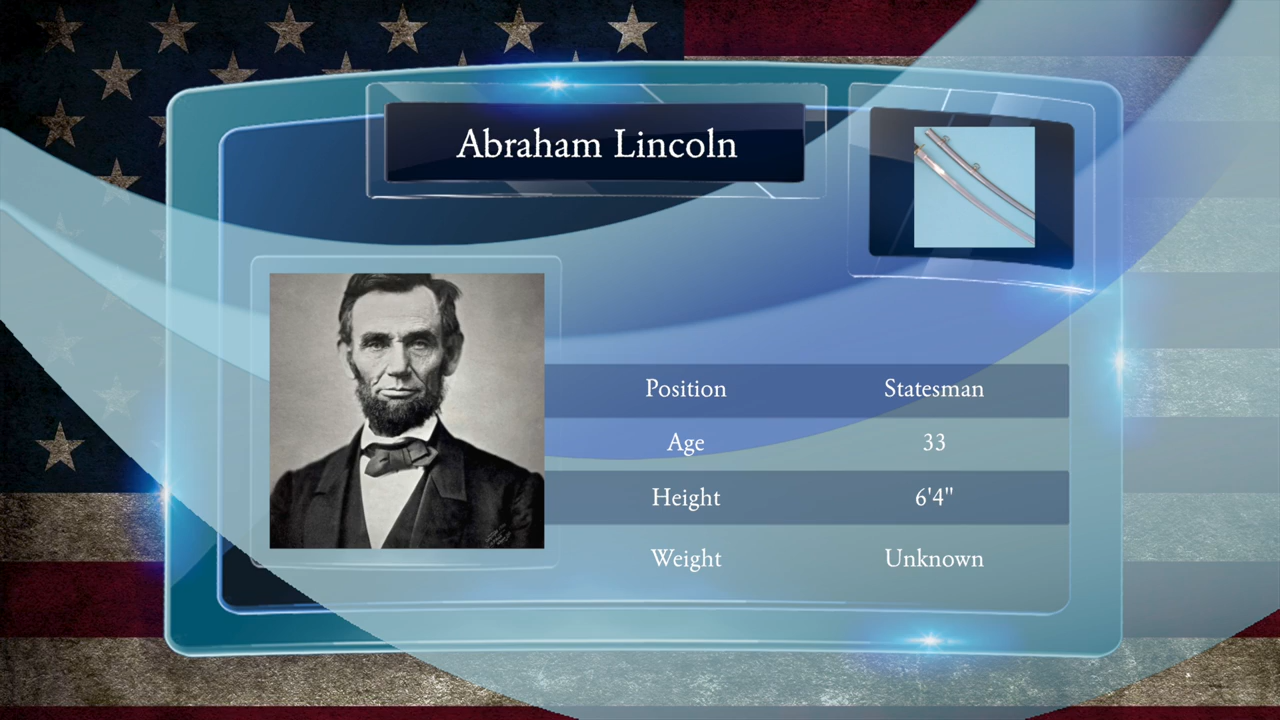 Abraham Lincoln
Position Statesman
Age 33
Height 6'4"
Weight Unknown